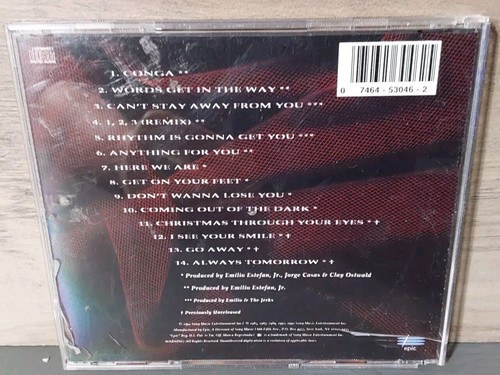 1. CONGA **
2. WORDS GET IN THE WAY **
3. CAN'T STAY AWAY FROM YOU ***
4. 1, 2, 3 (REMIX) **
5. RHYTHM IS GONNA GET YOU ***
6. ANYTHING FOR YOU **
7. HERE WE ARE *
8. GET ON YOUR FEET *
9. DON'T WANNA LOSE YOU *
10. COMING OUT OF THE DARK *
11. CHRISTMAS THROUGH YOUR EYES * †
12. I SEE YOUR SMILE * †
13. GO AWAY * †
14. ALWAYS TOMORROW * †
* Produced by Emilio Estefan, Jr., Jorge Casas & Clay Ostwald
** Produced by Emilio Estefan, Jr.
*** Produced by Emilio & The Jerks
† Previously Unreleased
0 7464-53046-2
epic